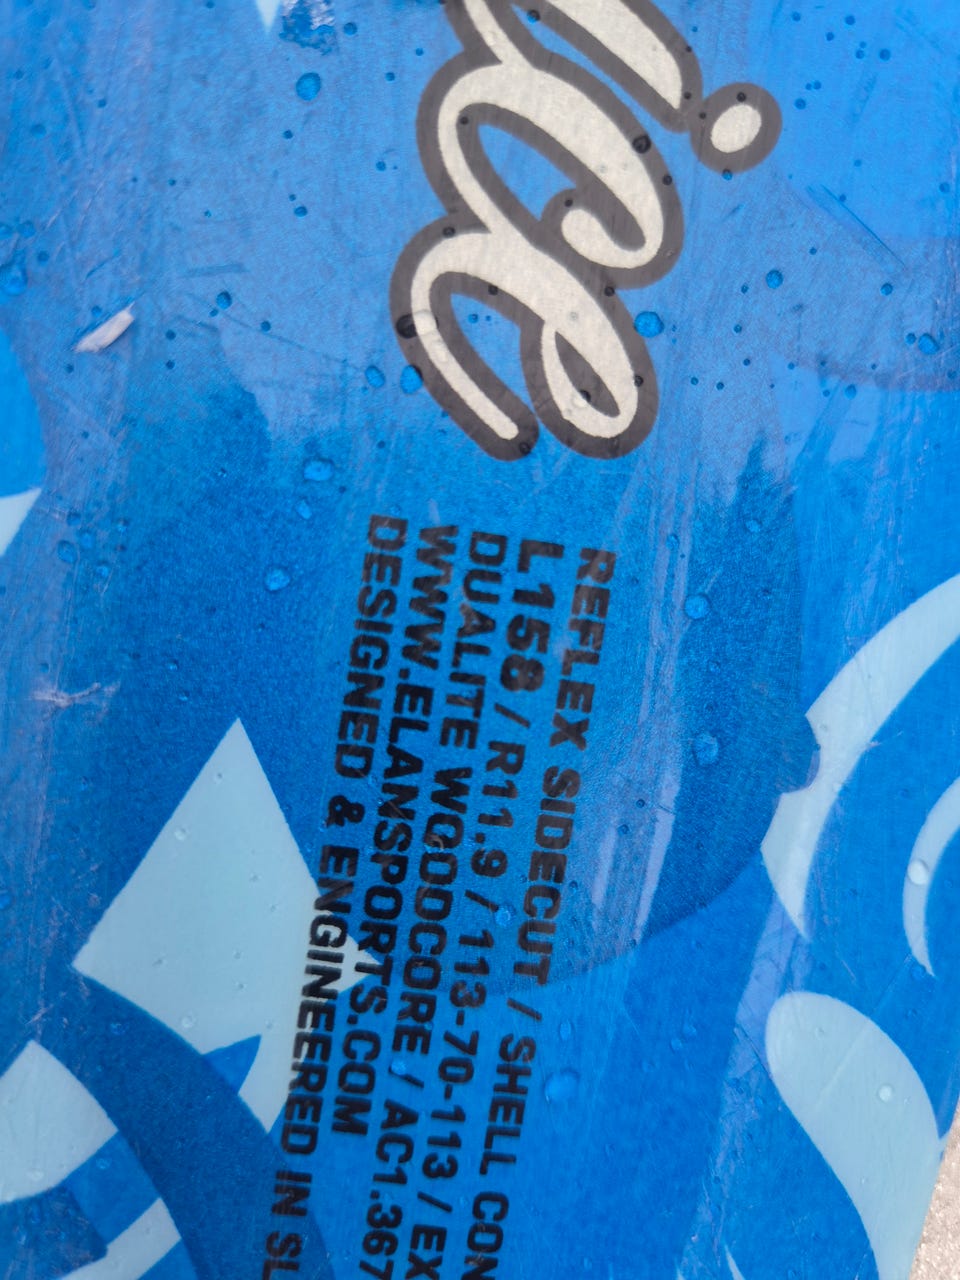 ice
REFLEX SIDECUT / SHELL CON
L158 / R11.9 / 113-70-113 / EX
DUALITE WOODCORE / AC1.367
WWW.ELANSPORTS.COM
DESIGNED & ENGINEERED IN SL